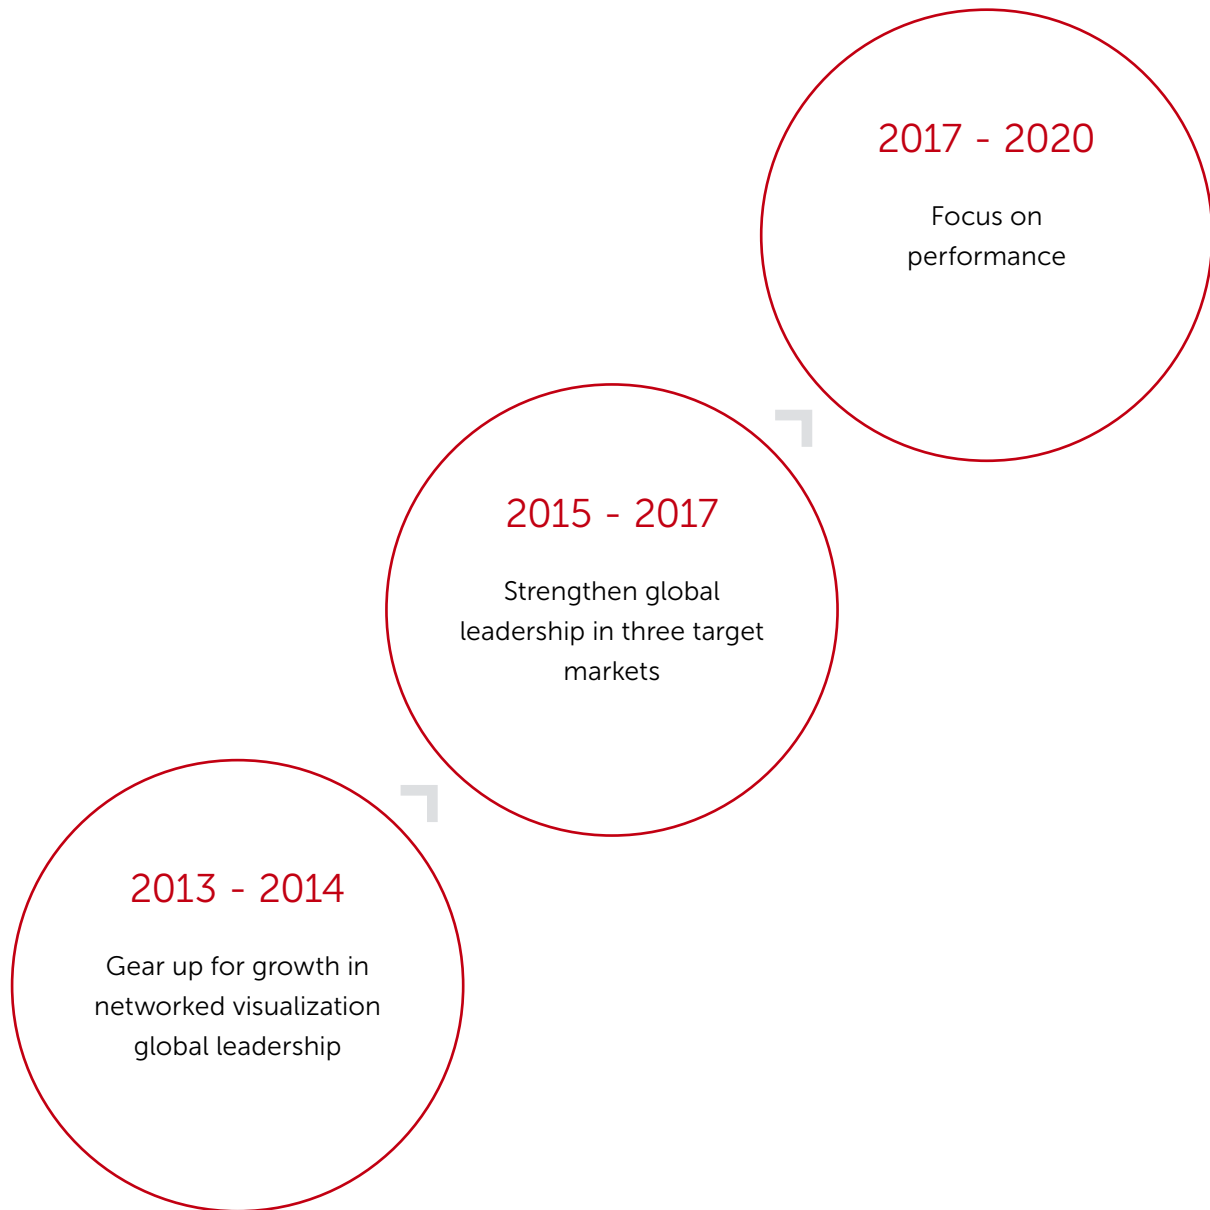 2017 - 2020
Focus on
performance
2015 - 2017
Strengthen global
leadership in three target
markets
2013 - 2014
Gear up for growth in
networked visualization
global leadership